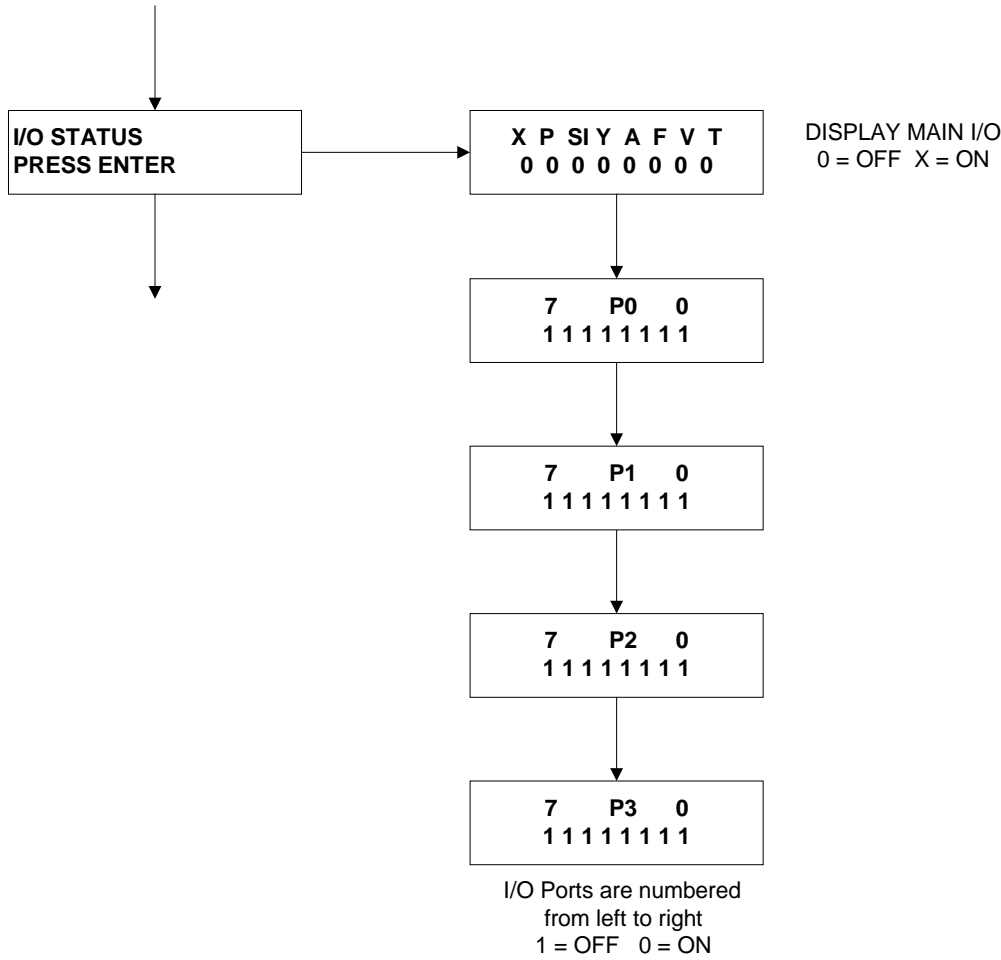 I/O STATUS
PRESS ENTER
X P SI Y A F V T
0 0 0 0 0 0 0 0
DISPLAY MAIN I/O
0 = OFF X = ON
7 P0 0
1 1 1 1 1 1 1 1
7 P1 0
1 1 1 1 1 1 1 1
7 P2 0
1 1 1 1 1 1 1 1
7 P3 0
1 1 1 1 1 1 1 1
I/O Ports are numbered
from left to right
1 = OFF 0 = ON